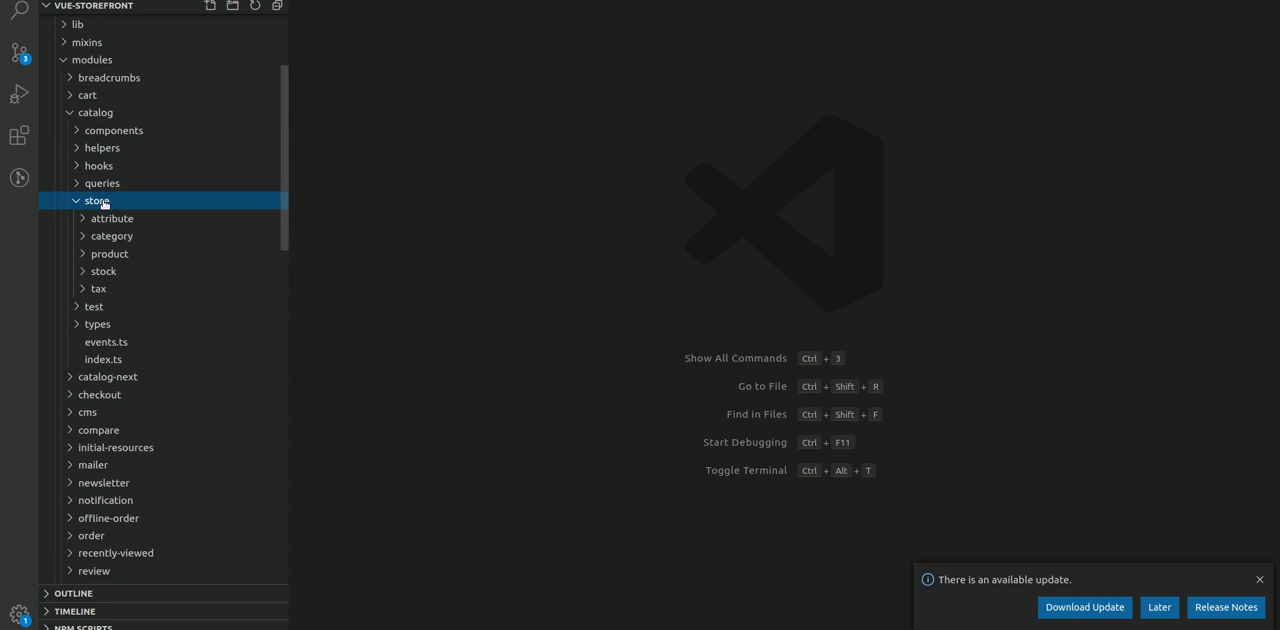 VUE-STOREFRONT
lib
mixins
modules
breadcrumbs
cart
catalog
components
helpers
hooks
queries
store
attribute
category
product
stock
tax
test
types
events.ts
index.ts
catalog-next
checkout
cms
compare
initial-resources
mailer
newsletter
notification
offline-order
order
recently-viewed
review
OUTLINE
TIMELINE
NPM SCRIPTS
3
1
Show All Commands Ctrl + 3
Go to File Ctrl + Shift + R
Find in Files Ctrl + Shift + F
Start Debugging Ctrl + F11
Toggle Terminal Ctrl + Alt + T
There is an available update.
Download Update Later Release Notes